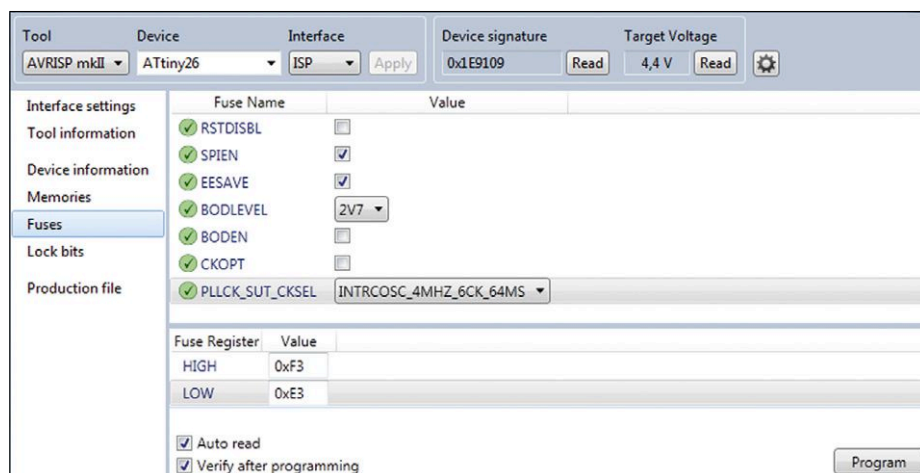 Tool Device Interface Device signature Target Voltage
AVRISP mkII ATtiny26 ISP Apply 0x1E9109 Read 4,4 V Read
Interface settings
Tool information
Device information
Memories
Fuses
Lock bits
Production file
Fuse Name Value
RSTDISBL
SPIEN
EESAVE
BODLEVEL 2V7
BODEN
CKOPT
PLLCK_SUT_CKSEL INTRCOSC_4MHZ_6CK_64MS
Fuse Register Value
HIGH 0xF3
LOW 0xE3
Auto read
Verify after programming
Program